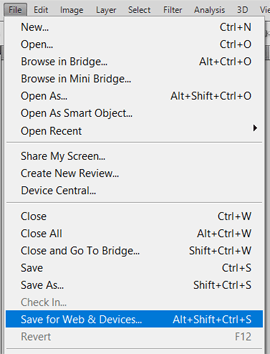 File Edit Image Layer Select Filter Analysis 3D
New... Ctrl+N
Open... Ctrl+O
Browse in Bridge... Alt+Ctrl+O
Browse in Mini Bridge...
Open As... Alt+Shift+Ctrl+O
Open As Smart Object...
Open Recent
Share My Screen...
Create New Review...
Device Central...
Close Ctrl+W
Close All Alt+Ctrl+W
Close and Go To Bridge... Shift+Ctrl+W
Save Ctrl+S
Save As... Shift+Ctrl+S
Check In...
Save for Web & Devices... Alt+Shift+Ctrl+S
Revert F12